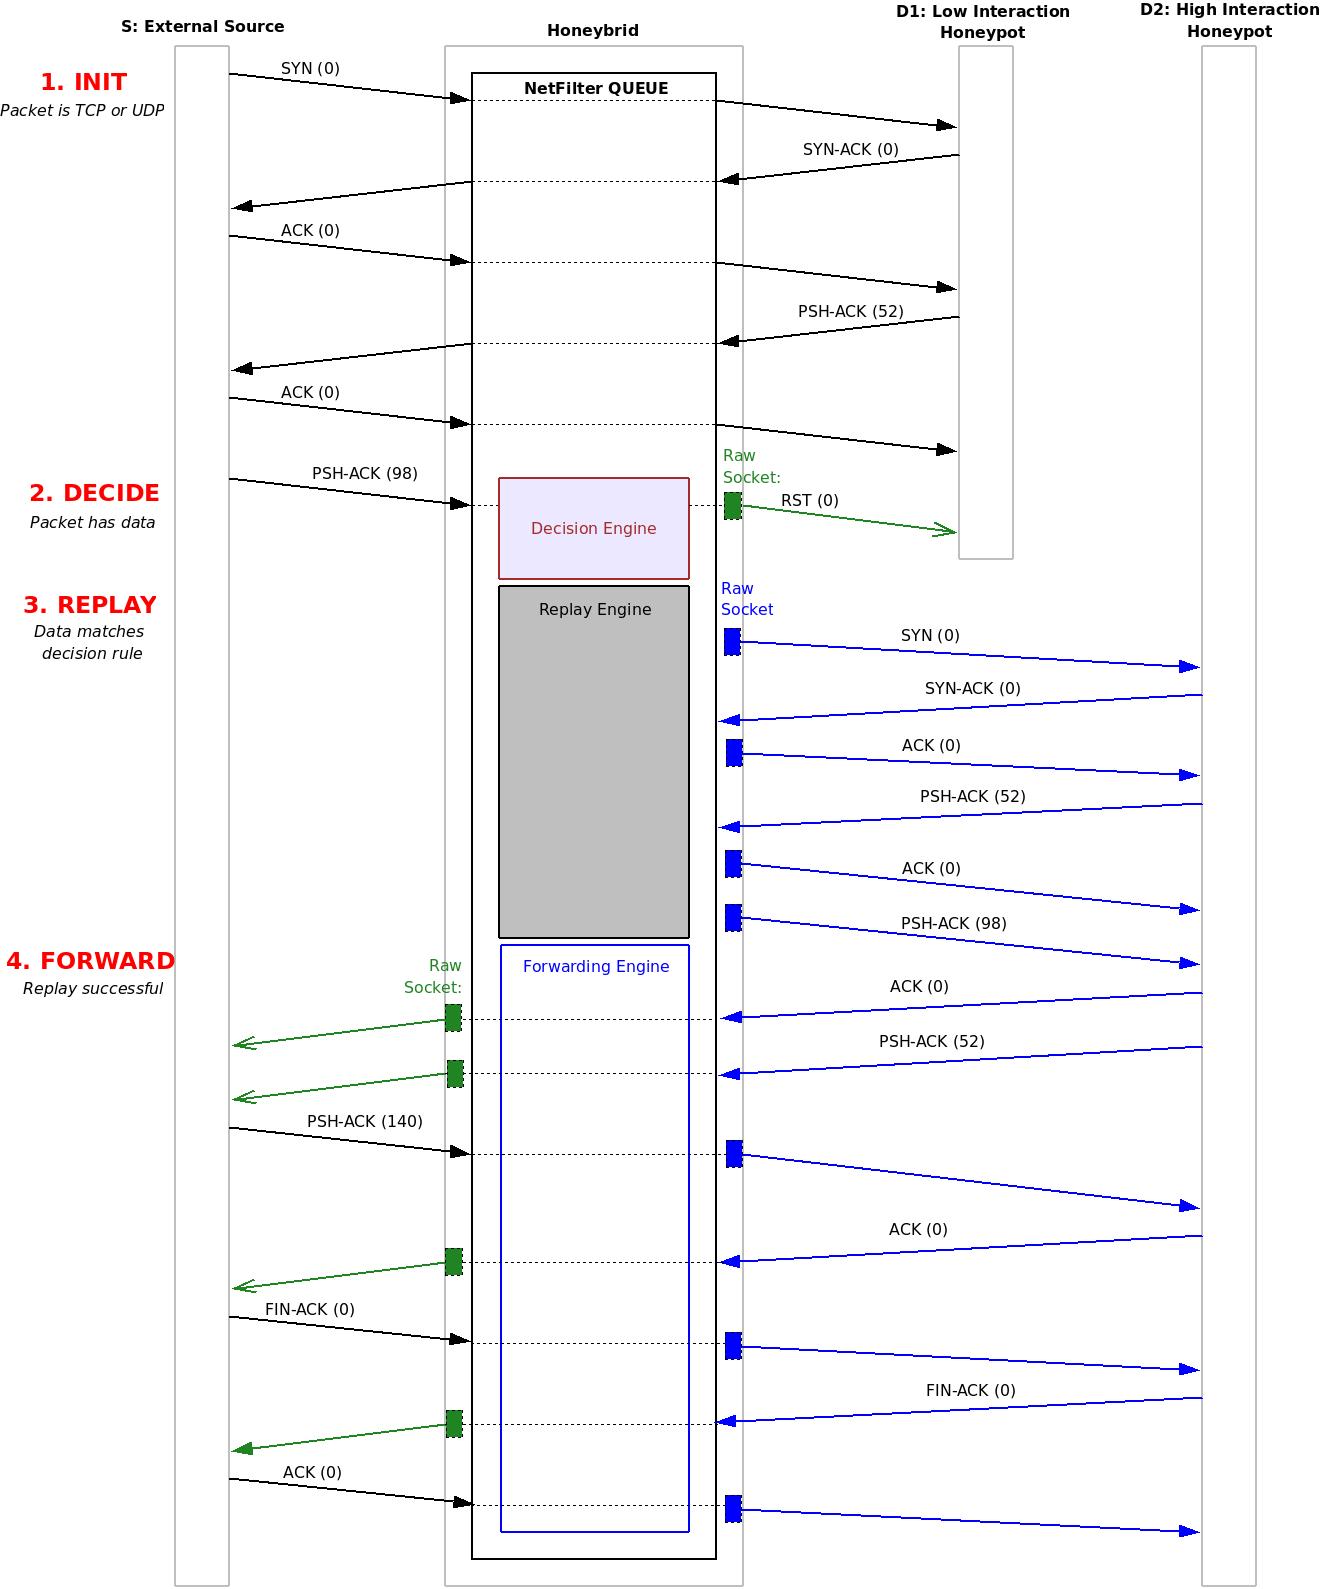 S: External Source
Honeybrid
D1: Low Interaction
Honeypot
D2: High Interaction
Honeypot
1. INIT
Packet is TCP or UDP
SYN (0)
NetFilter QUEUE
SYN-ACK (0)
ACK (0)
PSH-ACK (52)
ACK (0)
Raw
Socket:
PSH-ACK (98)
2. DECIDE
Packet has data
RST (0)
Decision Engine
Raw
Socket
3. REPLAY
Data matches
decision rule
Replay Engine
SYN (0)
SYN-ACK (0)
ACK (0)
PSH-ACK (52)
ACK (0)
PSH-ACK (98)
4. FORWARD
Replay successful
Raw
Socket:
Forwarding Engine
ACK (0)
PSH-ACK (52)
PSH-ACK (140)
ACK (0)
FIN-ACK (0)
FIN-ACK (0)
ACK (0)